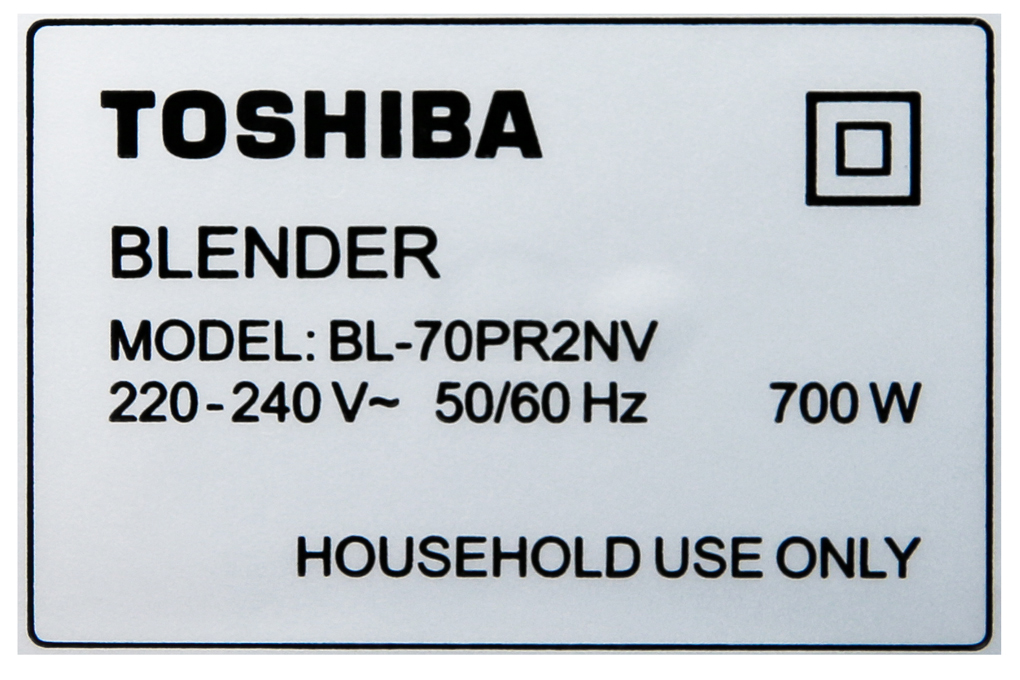 TOSHIBA
BLENDER
MODEL: BL-70PR2NV
220-240 V~ 50/60 Hz 700 W
HOUSEHOLD USE ONLY